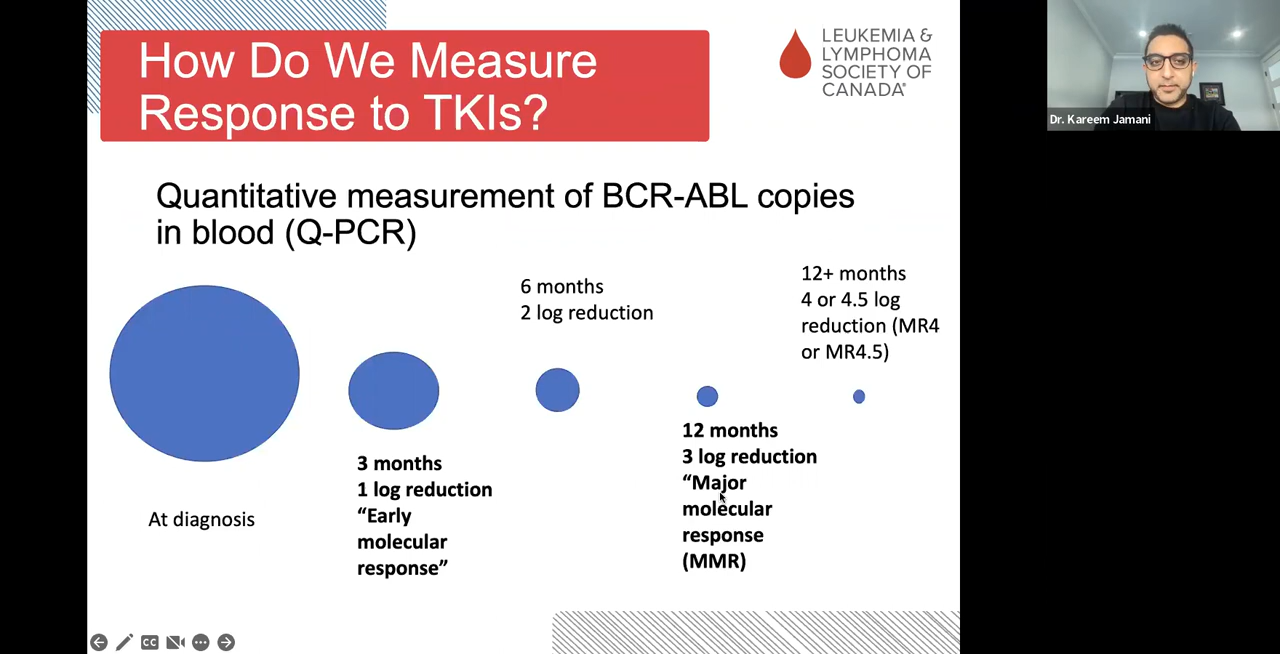 How Do We Measure
Response to TKIs?
LEUKEMIA &
LYMPHOMA
SOCIETY OF
CANADA®
Dr. Kareem Jamani
Quantitative measurement of BCR-ABL copies
in blood (Q-PCR)
At diagnosis
3 months
1 log reduction
“Early
molecular
response”
6 months
2 log reduction
12 months
3 log reduction
“Major
molecular
response
(MMR)
12+ months
4 or 4.5 log
reduction (MR4
or MR4.5)
CC